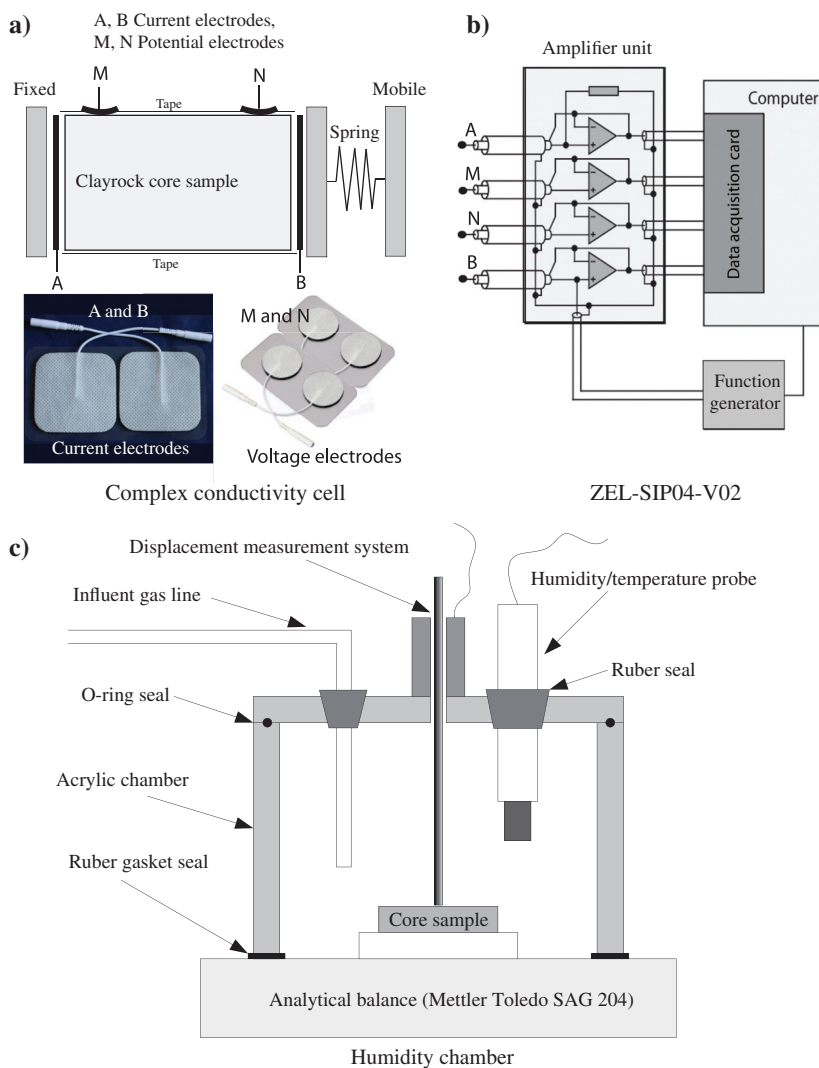 a)
A, B Current electrodes,
M, N Potential electrodes
M
N
Fixed
Tape
Mobile
Spring
Clayrock core sample
Tape
A
B
A and B
Current electrodes
M and N
Voltage electrodes
Complex conductivity cell
b)
Amplifier unit
Computer
A
M
N
B
Data acquisition card
Function
generator
ZEL-SIP04-V02
c)
Displacement measurement system
Influent gas line
Humidity/temperature probe
Ruber seal
O-ring seal
Acrylic chamber
Ruber gasket seal
Core sample
Analytical balance (Mettler Toledo SAG 204)
Humidity chamber